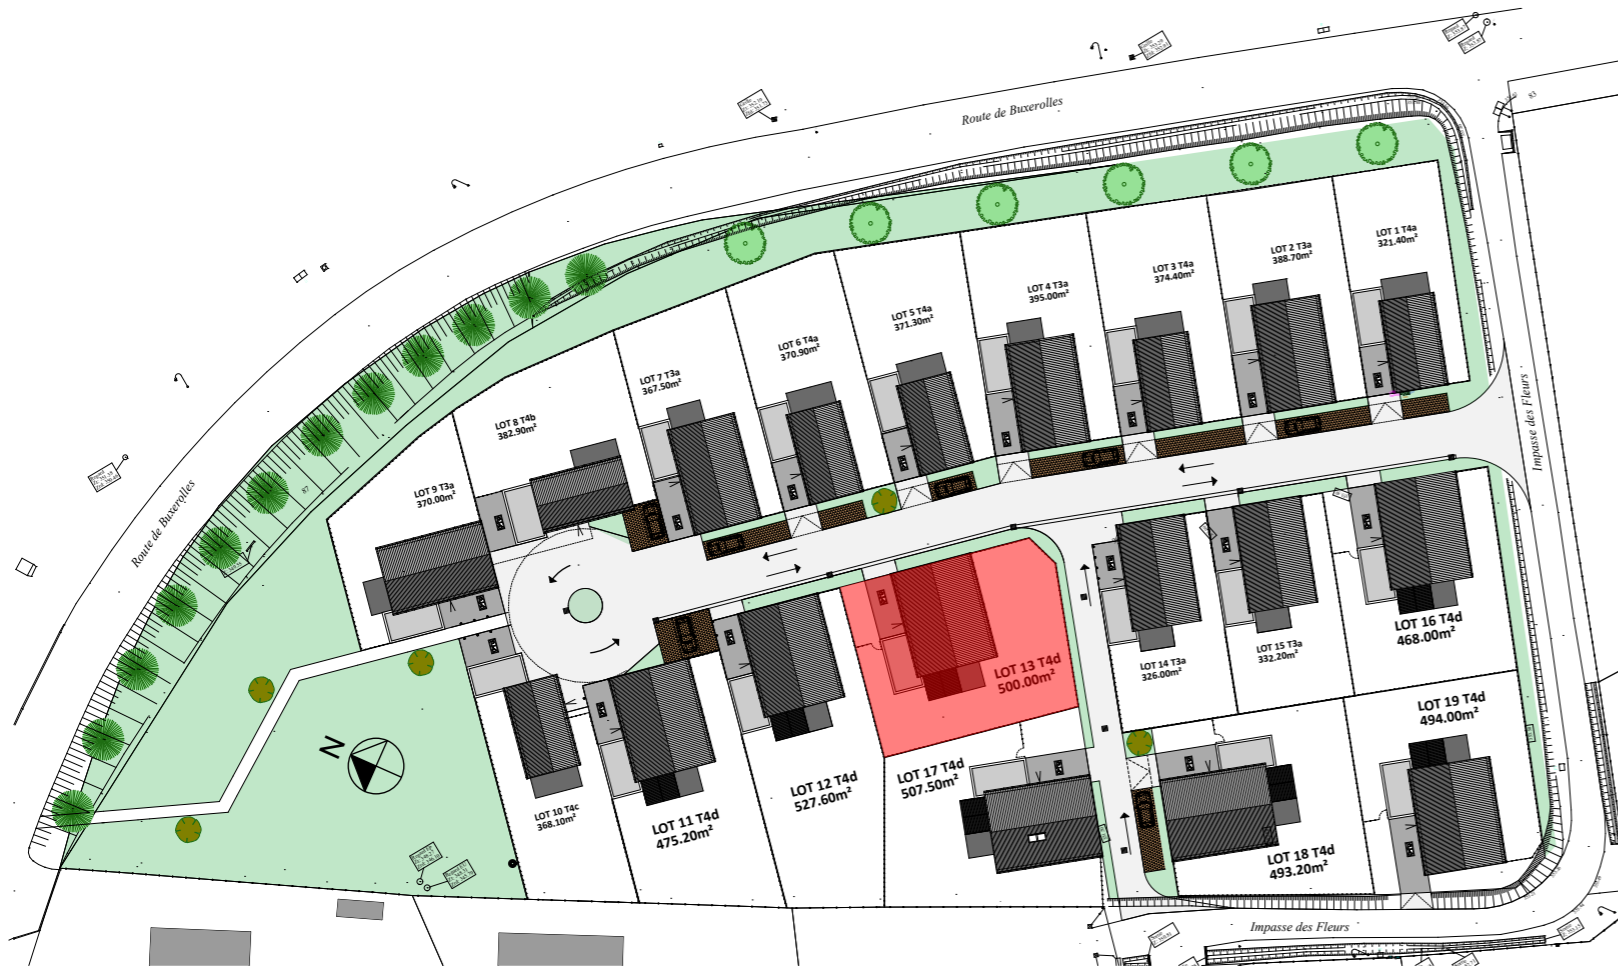 Route de Buxerolles
83
LOT 1 T4a
321.40m²
LOT 2 T3a
388.70m²
LOT 3 T4a
374.40m²
LOT 4 T3a
395.00m²
LOT 5 T4a
371.30m²
LOT 6 T4a
370.90m²
LOT 7 T3a
367.50m²
LOT 8 T4b
382.90m²
LOT 9 T3a
370.00m²
Route de Buxerolles
87
Impasse des Fleurs
LOT 16 T4d
468.00m²
LOT 15 T3a
332.20m²
LOT 14 T3a
326.00m²
LOT 13 T4d
500.00m²
LOT 19 T4d
494.00m²
N
LOT 10 T4c
368.10m²
LOT 11 T4d
475.20m²
LOT 12 T4d
527.60m²
LOT 17 T4d
507.50m²
LOT 18 T4d
493.20m²
Impasse des Fleurs